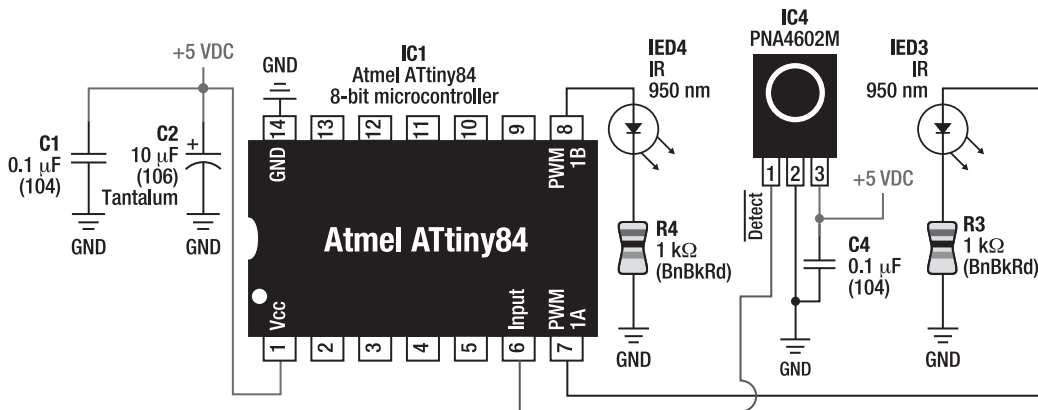 +5 VDC
C1
0.1 µF
(104)
GND
C2
+
10 µF
(106)
Tantalum
GND
GND
IC1
Atmel ATtiny84
8-bit microcontroller
14
13
12
11
10
9
8
GND
PWM
1B
Atmel ATtiny84
Vcc
Input
PWM
1A
1
2
3
4
5
6
7
IED4
IR
950 nm
R4
1 kΩ
(BnBkRd)
GND
IC4
PNA4602M
1
2
3
Detect
+5 VDC
C4
0.1 µF
(104)
GND
IED3
IR
950 nm
R3
1 kΩ
(BnBkRd)
GND